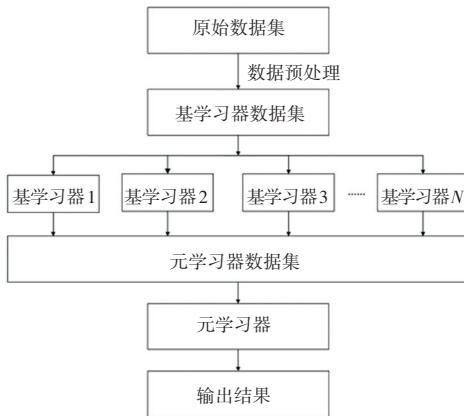 原始数据集
数据预处理
基学习器数据集
基学习器1 基学习器2 基学习器3 ······ 基学习器N
元学习器数据集
元学习器
输出结果